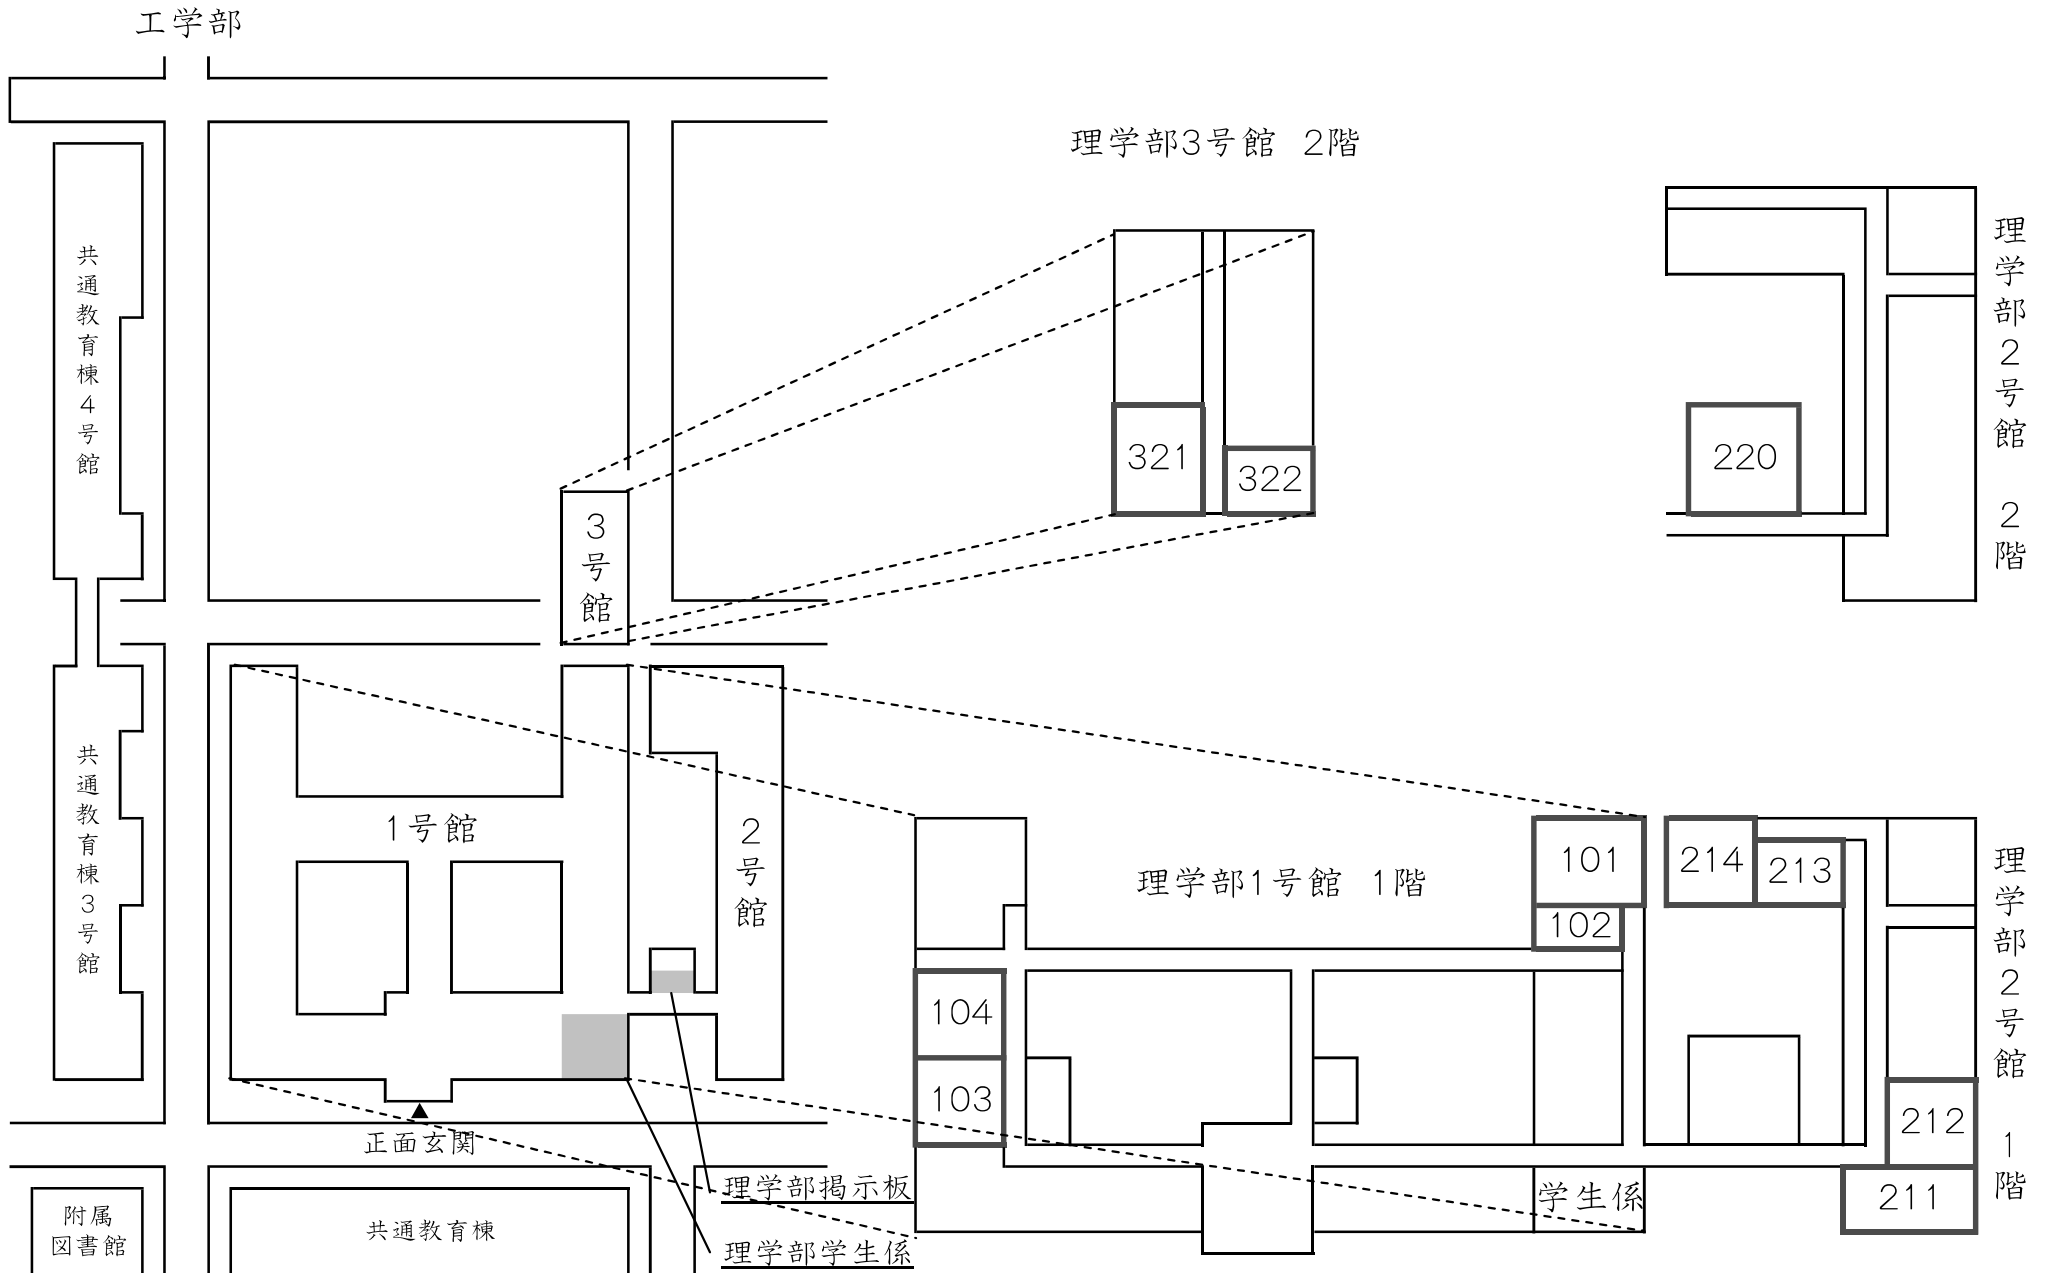 工学部
理学部3号館 2階
共通教育棟4号館
321
322
220
理学部2号館 2階
3号館
共通教育棟3号館
1号館
2号館
理学部1号館 1階
101
102
214
213
104
103
212
211
理学部2号館 1階
正面玄関
理学部掲示板
学生係
附属
図書館
共通教育棟
理学部学生係